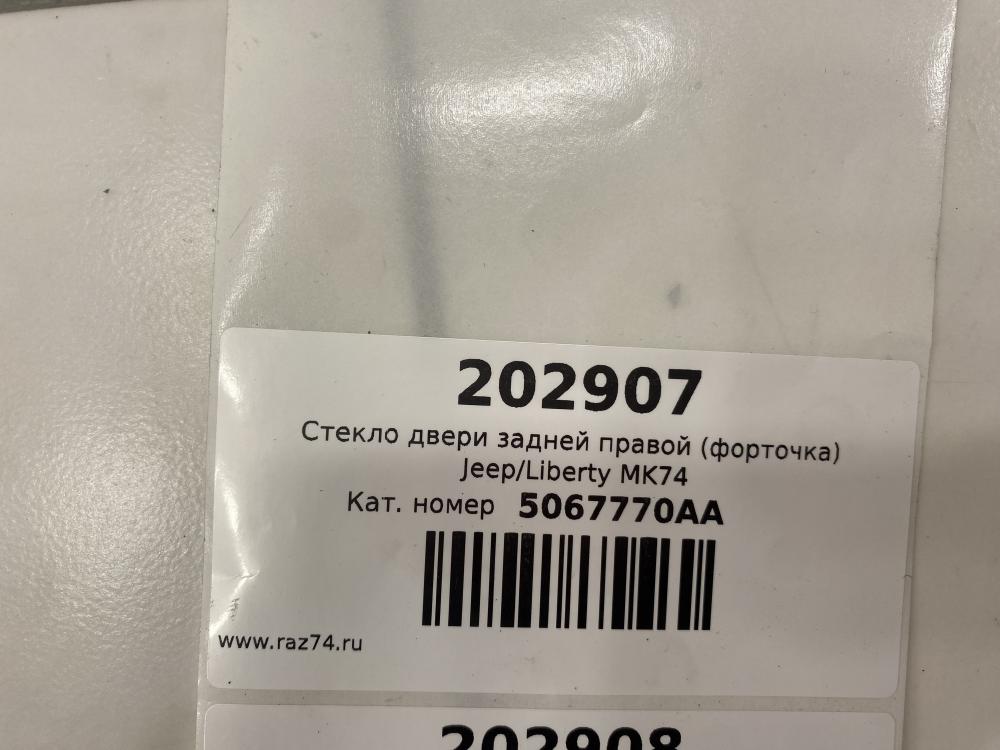 202907
Стекло двери задней правой (форточка)
Jeep/Liberty MK74
Кат. номер 5067770AA
www.raz74.ru
202908